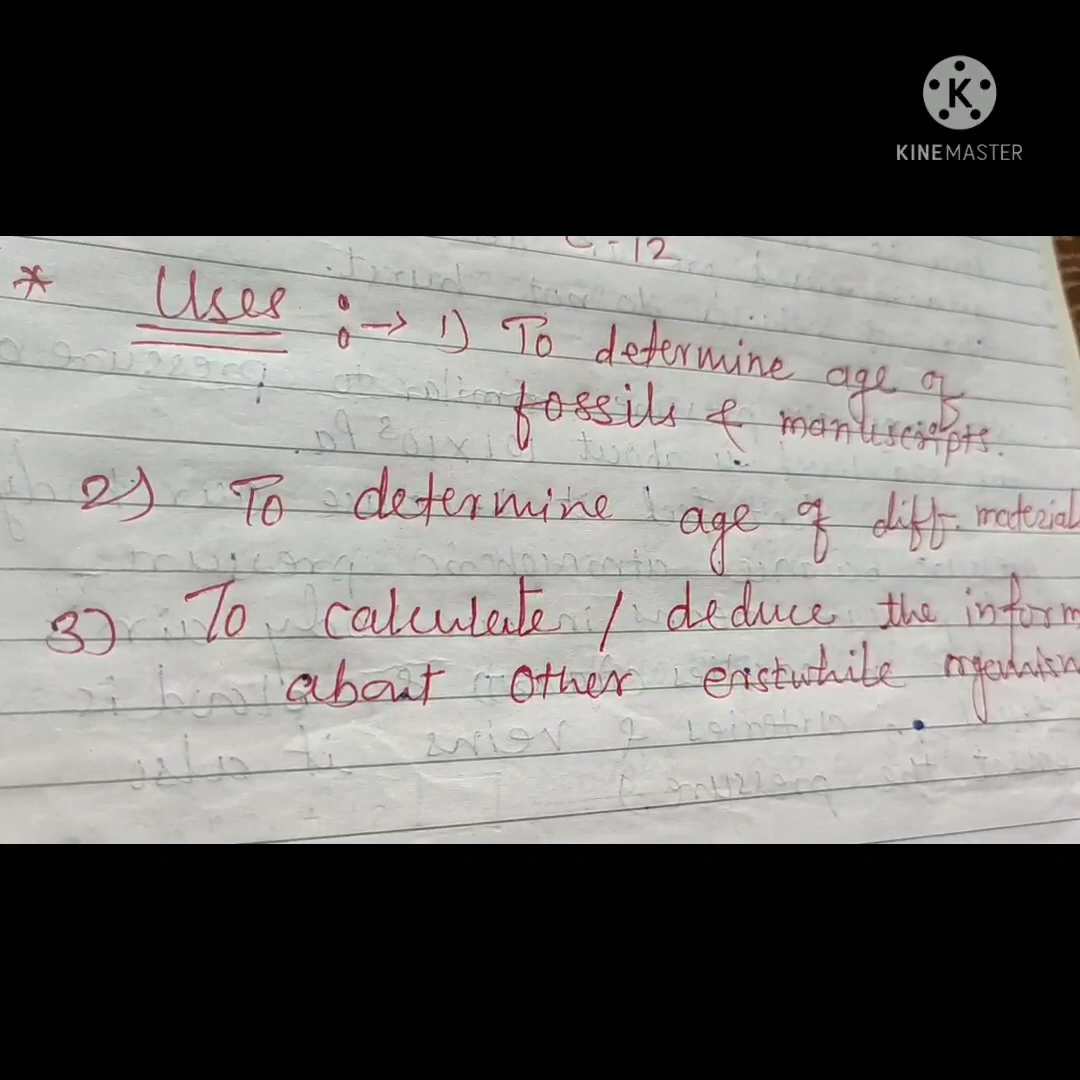 K
KINEMASTER
C-12
* Uses :→ 1) To determine age of
fossils & manuscripts.
2) To determine age of diff. material
3) To calculate / deduce the inform
about other erstwhile